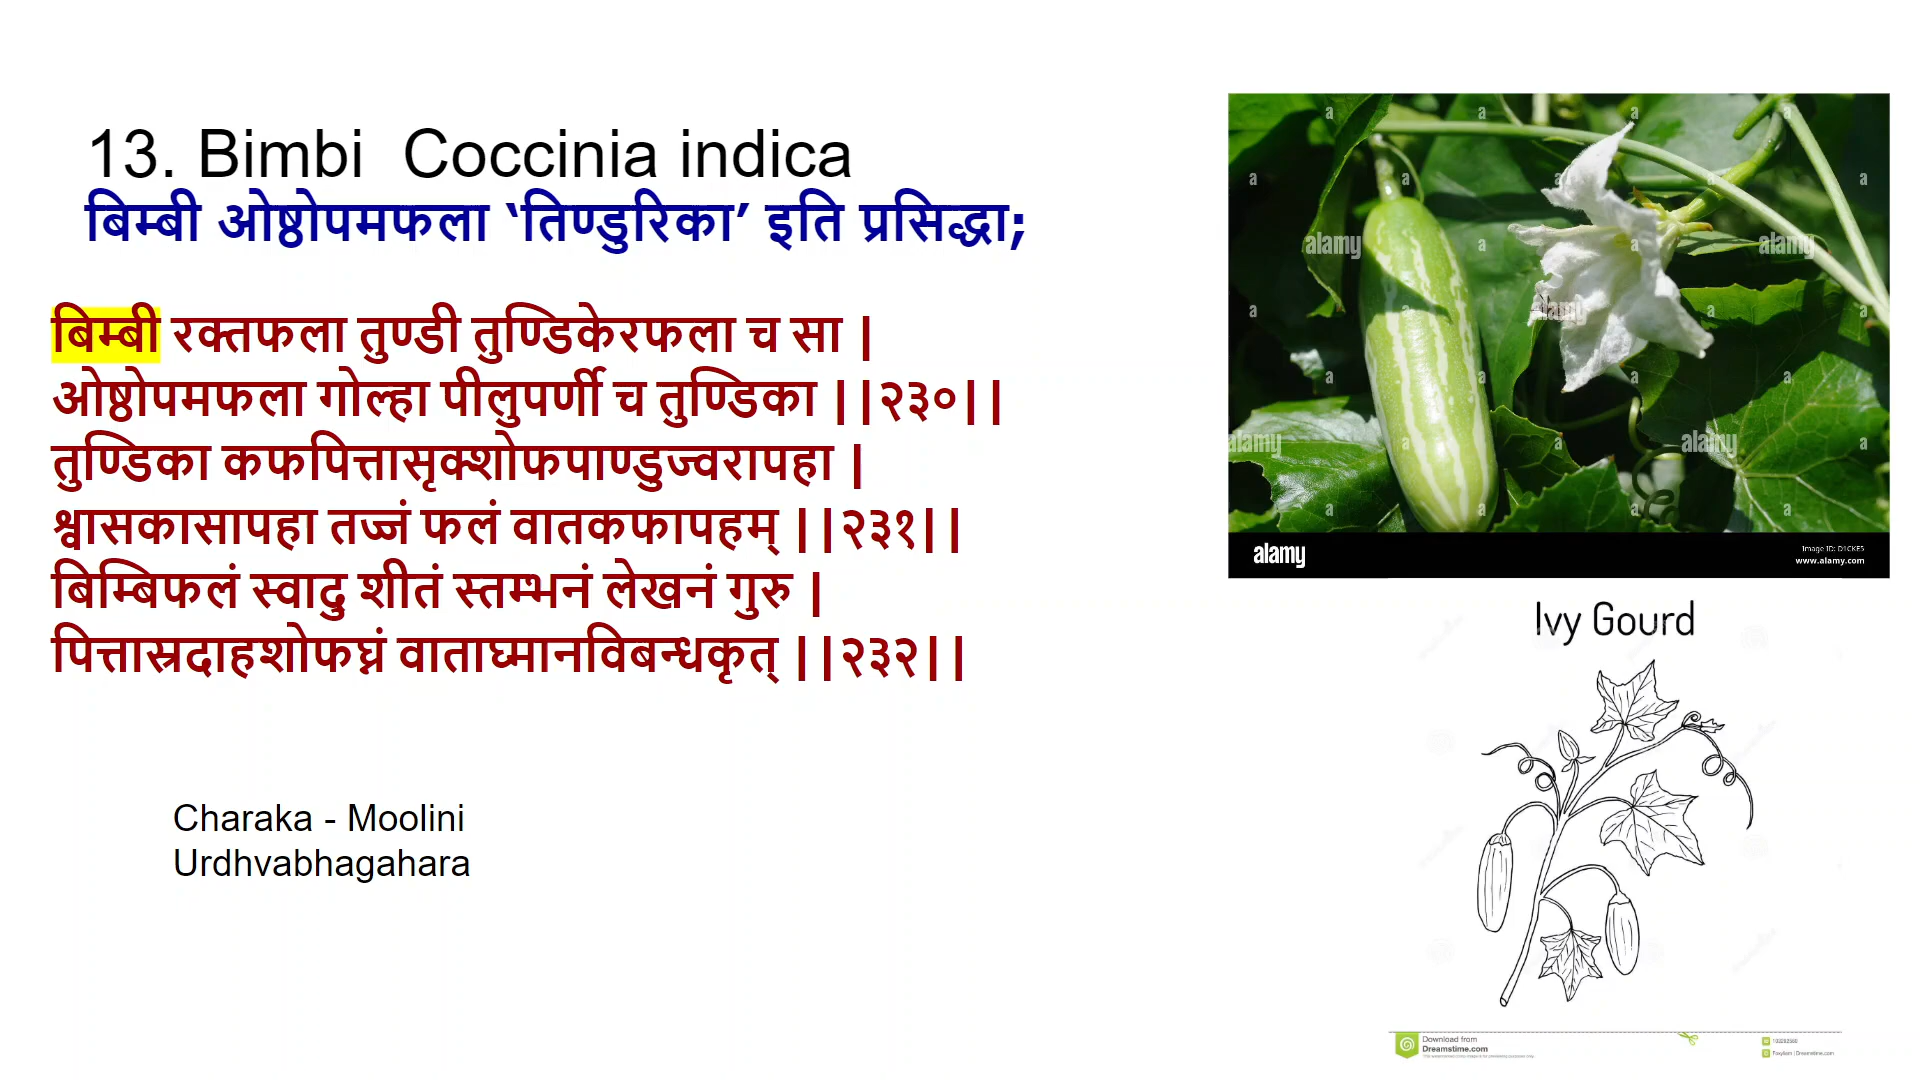 13. Bimbi  Coccinia indica
बिम्बी ओष्ठोपमफला ‘तिण्डुरिका’ इति प्रसिद्धा;
बिम्बी रक्तफला तुण्डी तुण्डिकेरफला च सा |
ओष्ठोपमफला गोल्हा पीलुपर्णी च तुण्डिका ||२३०||
तुण्डिका कफपित्तासृक्शोफपाण्डुज्वरापहा |
श्वासकासापहा तज्जं फलं वातकफापहम् ||२३१||
बिम्बिफलं स्वादु शीतं स्तम्भनं लेखनं गुरु |
पित्तास्रदाहशोफघ्नं वाताघ्मानविबन्धकृत् ||२३२||
Charaka - Moolini
Urdhvabhagahara
alamy
alamy
alamy
alamy
alamy
alamy
Image ID: D1CKE5
www.alamy.com
Ivy Gourd
Download from
Dreamstime.com